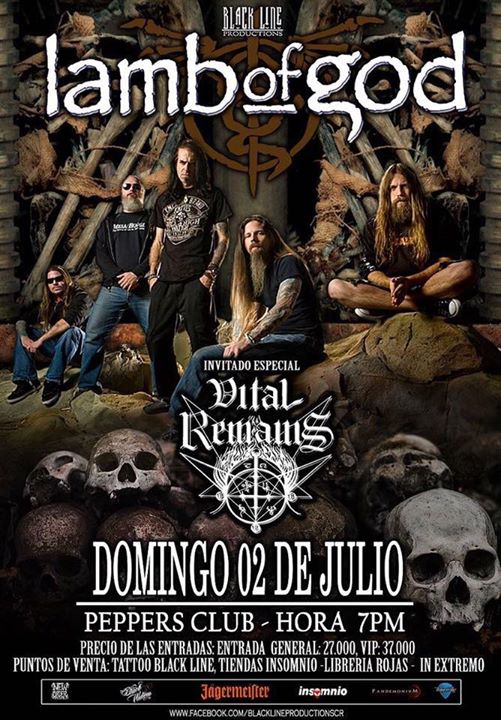 BLACK LINE
PRODUCTIONS
lamb of god
INVITADO ESPECIAL
Vital
Remains
DOMINGO 02 DE JULIO
PEPPERS CLUB - HORA 7PM
PRECIO DE LAS ENTRADAS: ENTRADA GENERAL: 27.000, VIP: 37.000
PUNTOS DE VENTA: TATTOO BLACK LINE, TIENDAS INSOMNIO -LIBRERIA ROJAS - IN EXTREMO
Jägermeister
insomnio
PANDEMONIUM
WWW.FACEBOOK.COM/BLACKLINEPRODUCTIONSCR